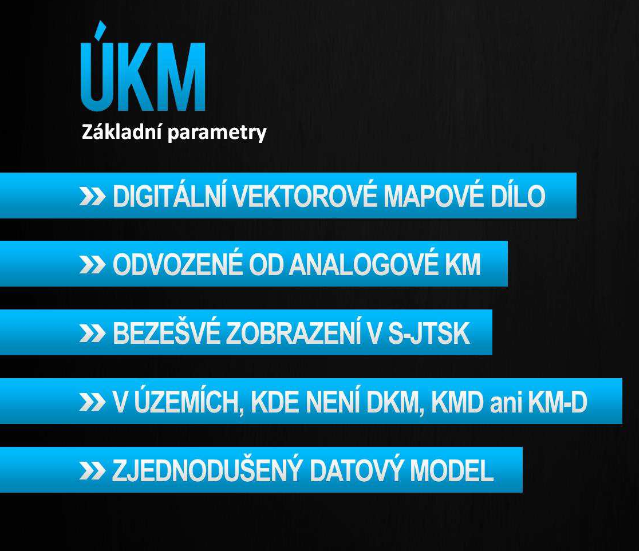 ÚKM
Základní parametry
>> DIGITÁLNÍ VEKTOROVÉ MAPOVÉ DÍLO
>> ODVOZENÉ OD ANALOGOVÉ KM
>> BEZEŠVÉ ZOBRAZENÍ V S-JTSK
>> V ÚZEMÍCH, KDE NENÍ DKM, KMD ani KM-D
>> ZJEDNODUŠENÝ DATOVÝ MODEL